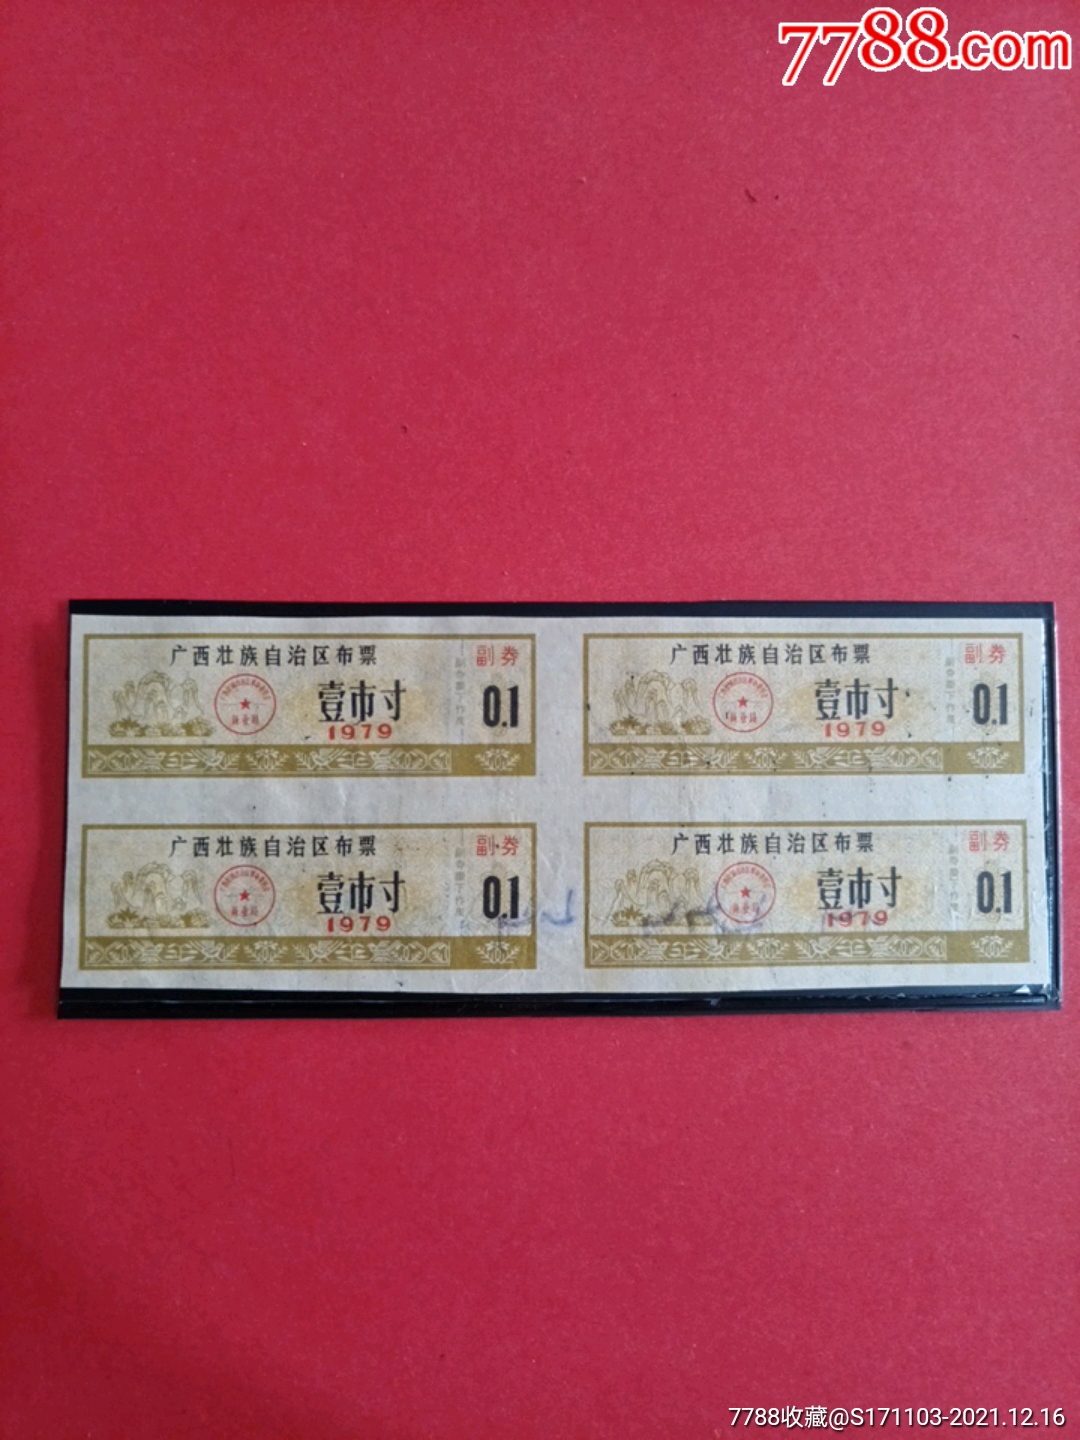 7788.com
广西壮族自治区布票
副券
壹市寸
0.1
1979
广西壮族自治区布票
副券
壹市寸
0.1
1979
广西壮族自治区布票
副券
壹市寸
0.1
1979
广西壮族自治区布票
副券
壹市寸
0.1
1979
7788收藏@S171103-2021.12.16